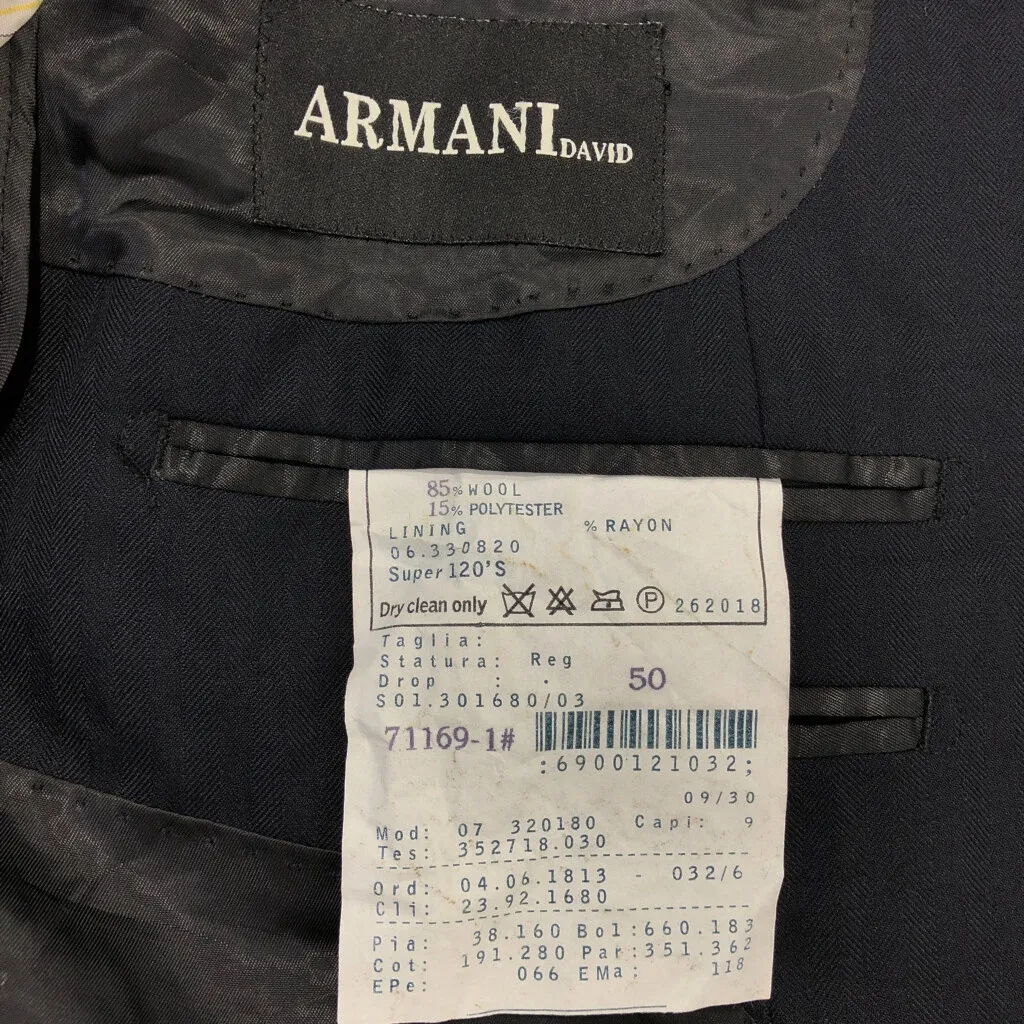 ARMANI DAVID
85% WOOL
15% POLYTESTER
LINING % RAYON
06.330820
Super 120'S
Dry clean only P 262018
Taglia:
Statura: Reg
Drop : . 50
S01.301680/03
71169-1#
:6900121032;
09/30
Mod: 07 320180 Capi: 9
Tes: 352718.030
Ord: 04.06.1813 - 032/6
Cli: 23.92.1680
Pia: 38.160 Bol:660.183
Cot: 191.280 Par:351.362
EPe: 066 EMa: 118